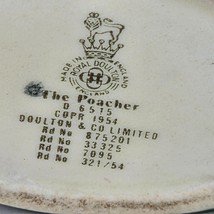 MADE IN ENGLAND
ROYAL DOULTON
ENGLAND
The Poacher
D 6515
COPR 1954
DOULTON & CO LIMITED
Rd No 875201
Rd No 33325
Rd No 7095
Rd No 321/54